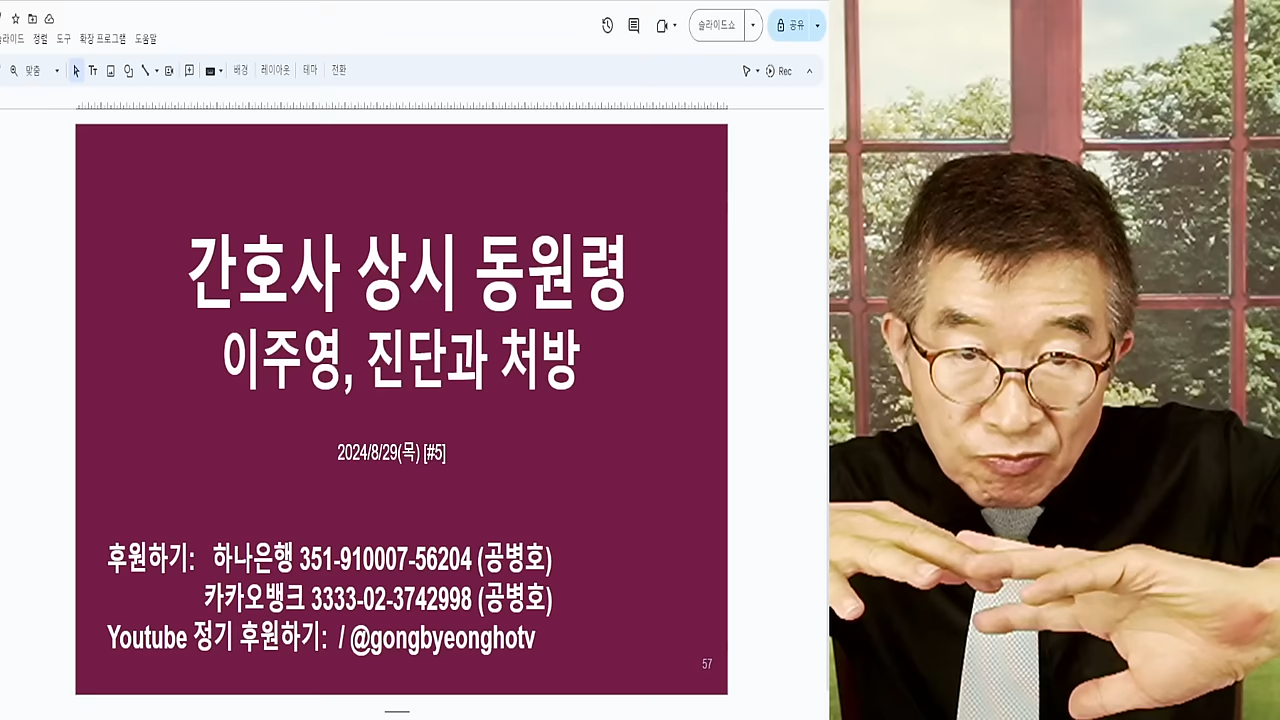 슬라이드쇼
공유
라이드 정렬 도구 확장 프로그램 도움말
맞춤 배경 레이아웃 테마 전환 Rec
간호사 상시 동원령
이주영, 진단과 처방
2024/8/29(목) [#5]
후원하기: 하나은행 351-910007-56204 (공병호)
카카오뱅크 3333-02-3742998 (공병호)
Youtube 정기 후원하기: / @gongbyeonghotv
57